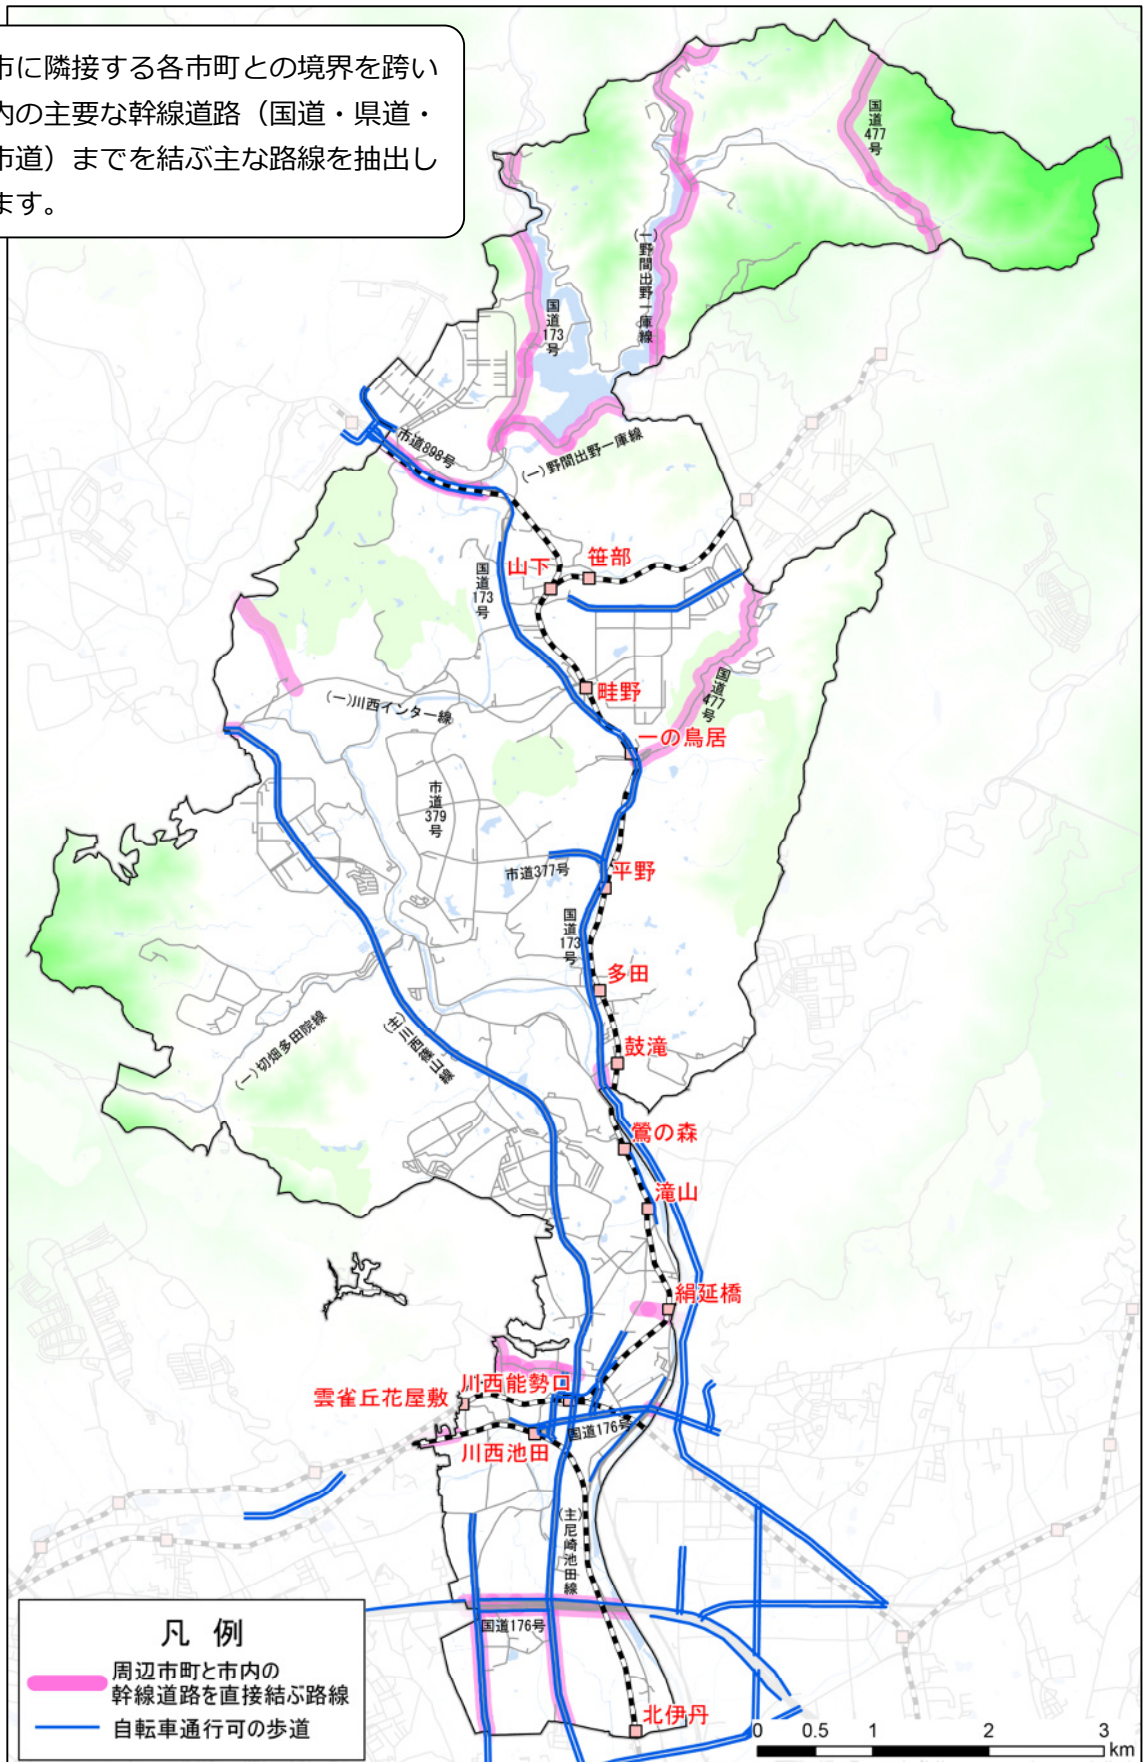 市に隣接する各市町との境界を跨い
内の主要な幹線道路（国道・県道・
市道）までを結ぶ主な路線を抽出し
ます。
国道477号
(一)野間出野一庫線
国道173号
市道898号
(一)野間出野一庫線
笹部
山下
国道173号
畦野
国道477号
(一)川西インター線
一の鳥居
市道379号
市道377号
平野
国道173号
多田
(一)切畑多田院線
(主)川西篠山線
鼓滝
鶯の森
滝山
絹延橋
川西能勢口
雲雀丘花屋敷
国道176号
川西池田
(主)尼崎池田線
国道176号
北伊丹
凡 例
周辺市町と市内の
幹線道路を直接結ぶ路線
自転車通行可の歩道
0 0.5 1 2 3
km